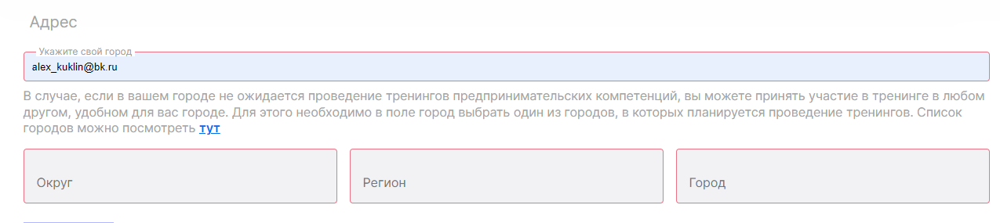 Адрес
Укажите свой город
alex_kuklin@bk.ru
В случае, если в вашем городе не ожидается проведение тренингов предпринимательских компетенций, вы можете принять участие в тренинге в любом
другом, удобном для вас городе. Для этого необходимо в поле город выбрать один из городов, в которых планируется проведение тренингов. Список
городов можно посмотреть тут
Округ
Регион
Город